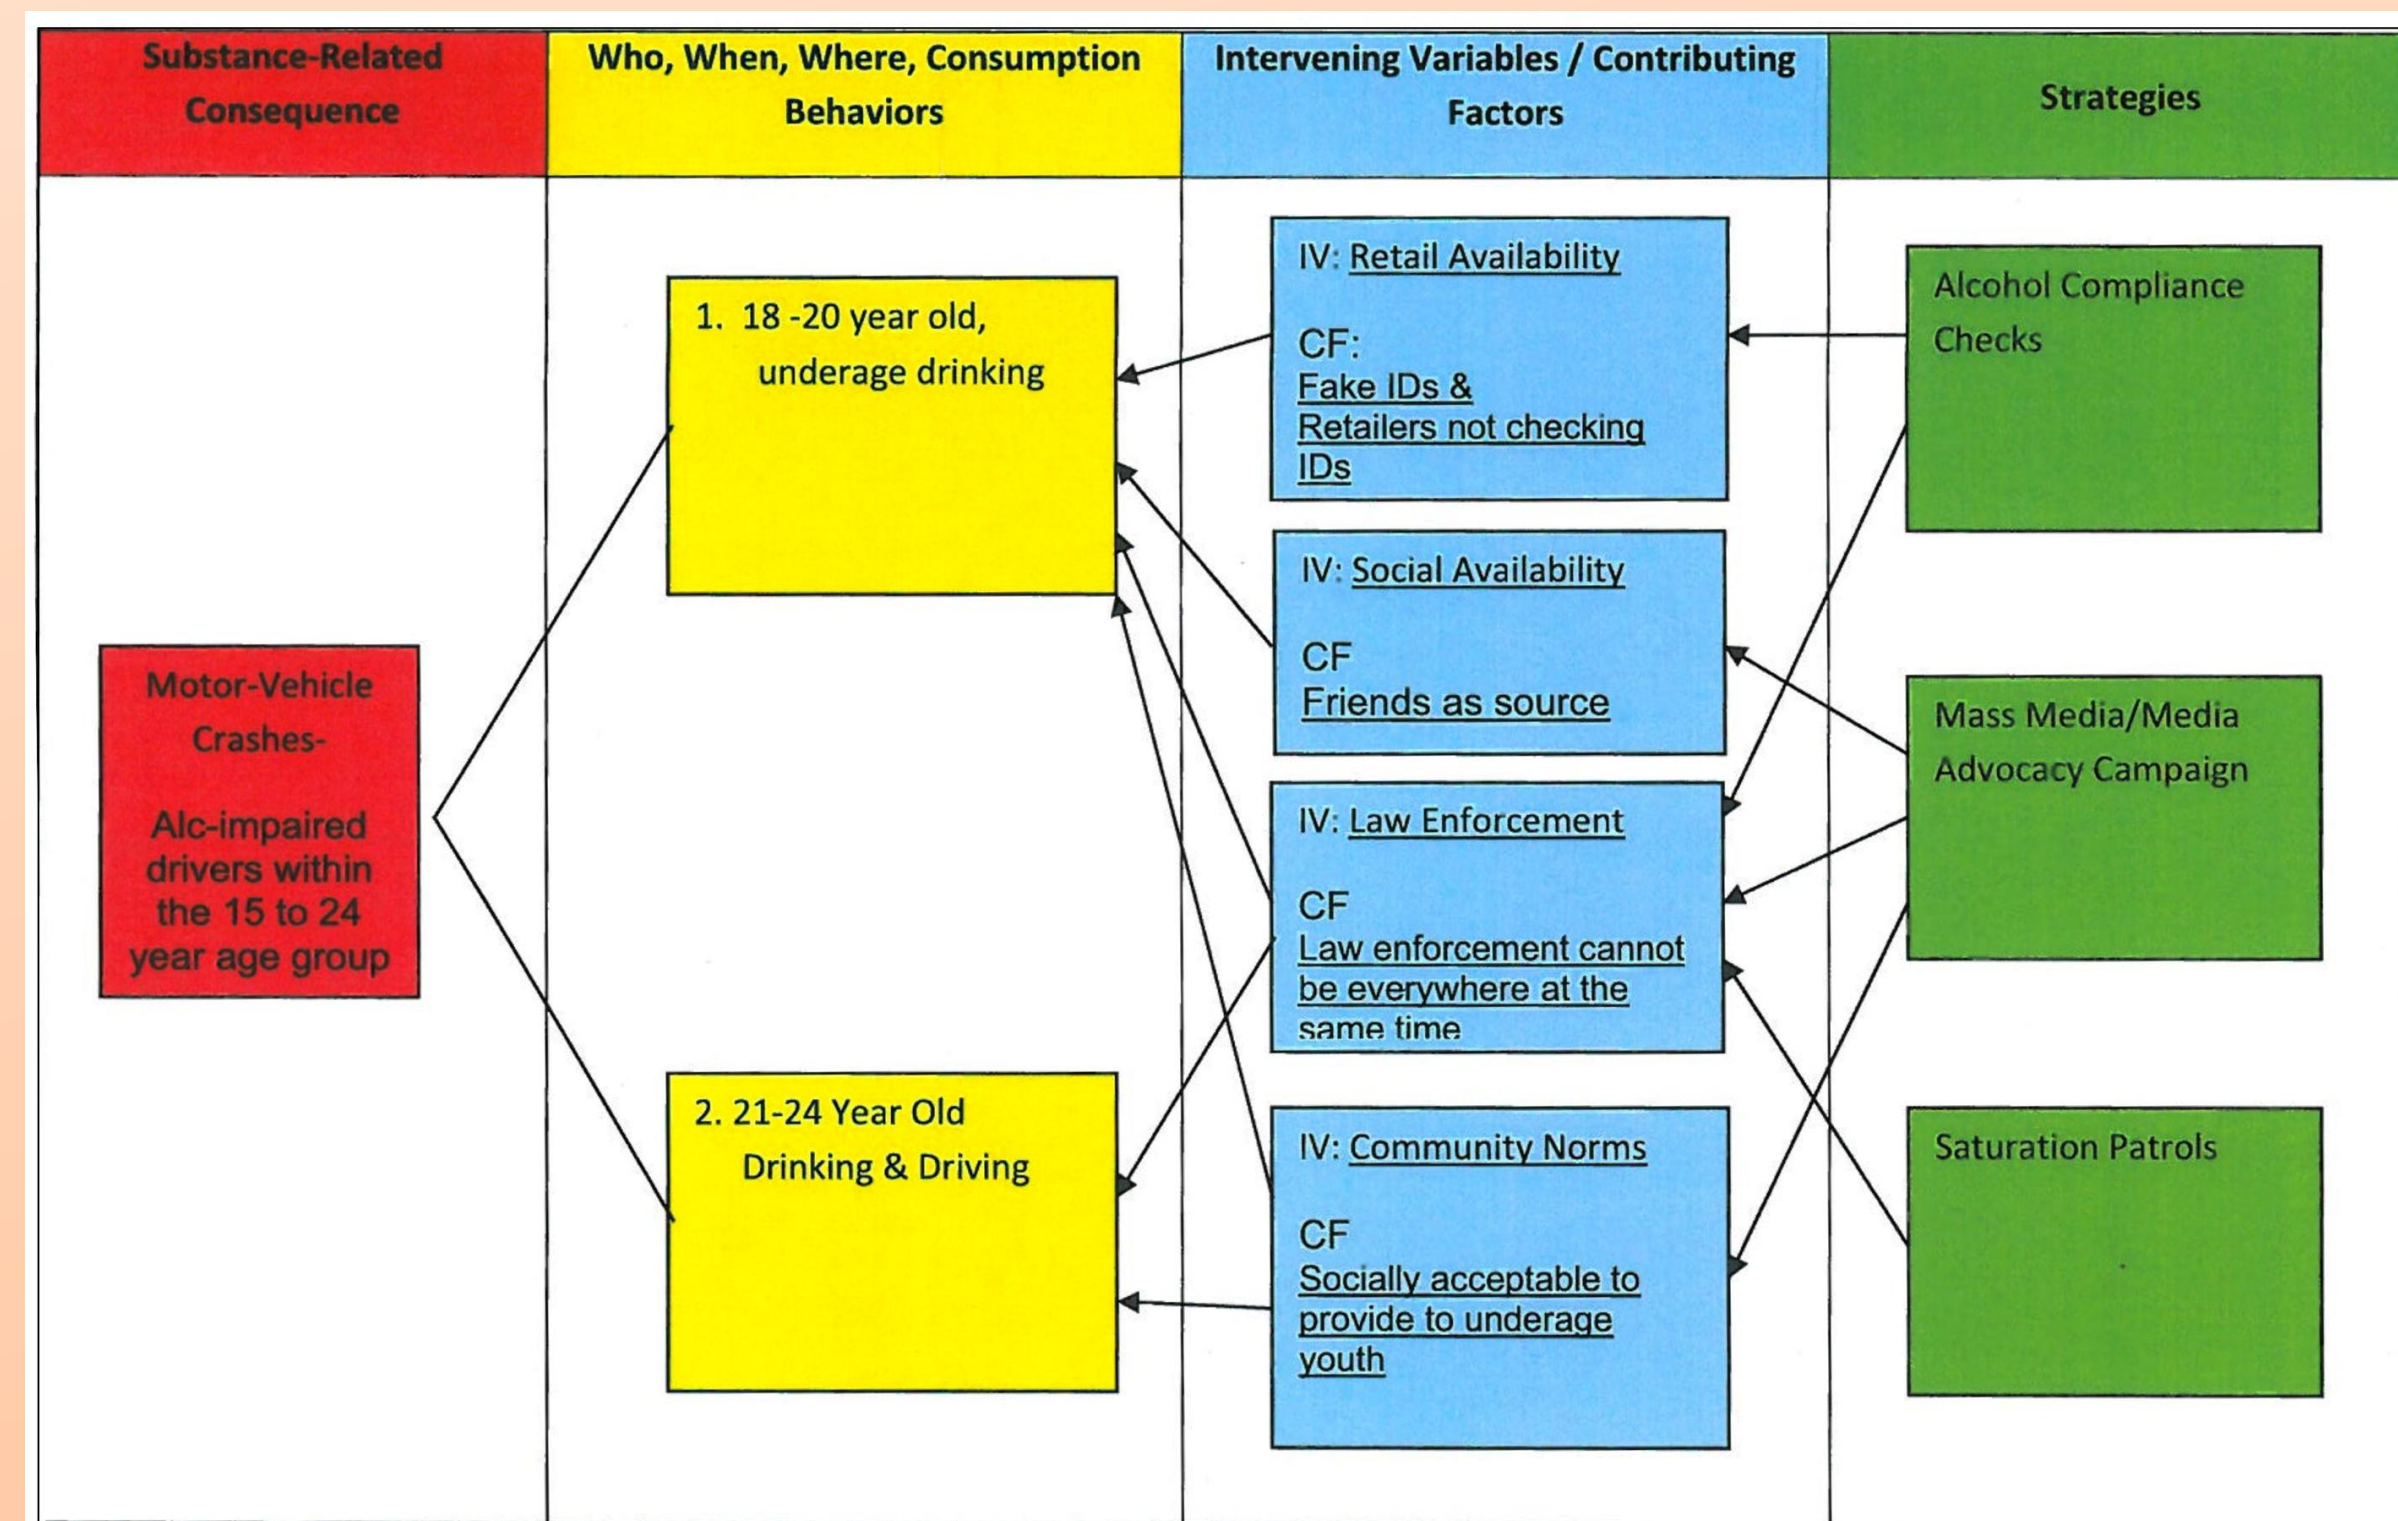 Substance-Related
Consequence
Who, When, Where, Consumption
Behaviors
Intervening Variables / Contributing
Factors
Strategies
Motor-Vehicle
Crashes-
Alc-impaired
drivers within
the 15 to 24
year age group
1. 18 -20 year old,
underage drinking
2. 21-24 Year Old
Drinking & Driving
IV: Retail Availability
CF:
Fake IDs &
Retailers not checking
IDs
IV: Social Availability
CF
Friends as source
IV: Law Enforcement
CF
Law enforcement cannot
be everywhere at the
same time
IV: Community Norms
CF
Socially acceptable to
provide to underage
youth
Alcohol Compliance
Checks
Mass Media/Media
Advocacy Campaign
Saturation Patrols